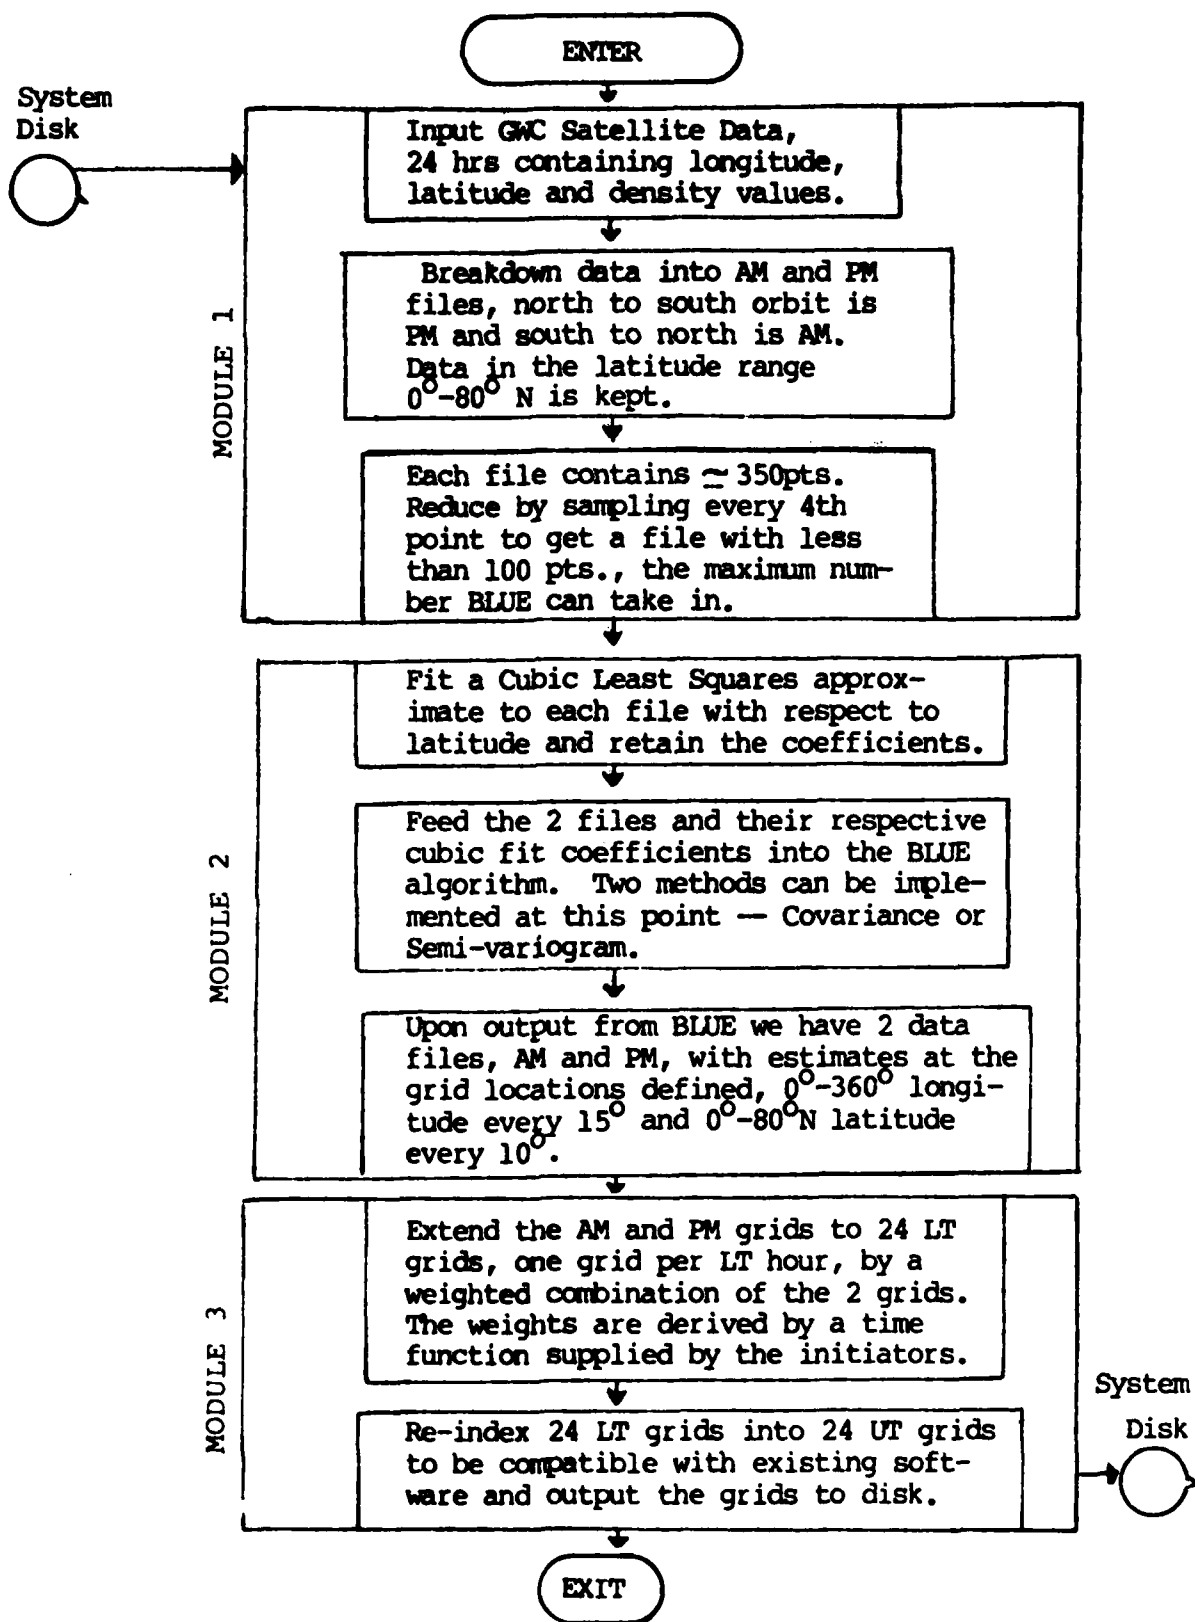 ENTER
System
Disk
MODULE 1
Input GWC Satellite Data,
24 hrs containing longitude,
latitude and density values.
Breakdown data into AM and PM
files, north to south orbit is
PM and south to north is AM.
Data in the latitude range
0°-80° N is kept.
Each file contains ≃ 350pts.
Reduce by sampling every 4th
point to get a file with less
than 100 pts., the maximum num-
ber BLUE can take in.
MODULE 2
Fit a Cubic Least Squares approx-
imate to each file with respect to
latitude and retain the coefficients.
Feed the 2 files and their respective
cubic fit coefficients into the BLUE
algorithm. Two methods can be imple-
mented at this point — Covariance or
Semi-variogram.
Upon output from BLUE we have 2 data
files, AM and PM, with estimates at the
grid locations defined, 0°-360° longi-
tude every 15° and 0°-80°N latitude
every 10°.
MODULE 3
Extend the AM and PM grids to 24 LT
grids, one grid per LT hour, by a
weighted combination of the 2 grids.
The weights are derived by a time
function supplied by the initiators.
Re-index 24 LT grids into 24 UT grids
to be compatible with existing soft-
ware and output the grids to disk.
System
Disk
EXIT